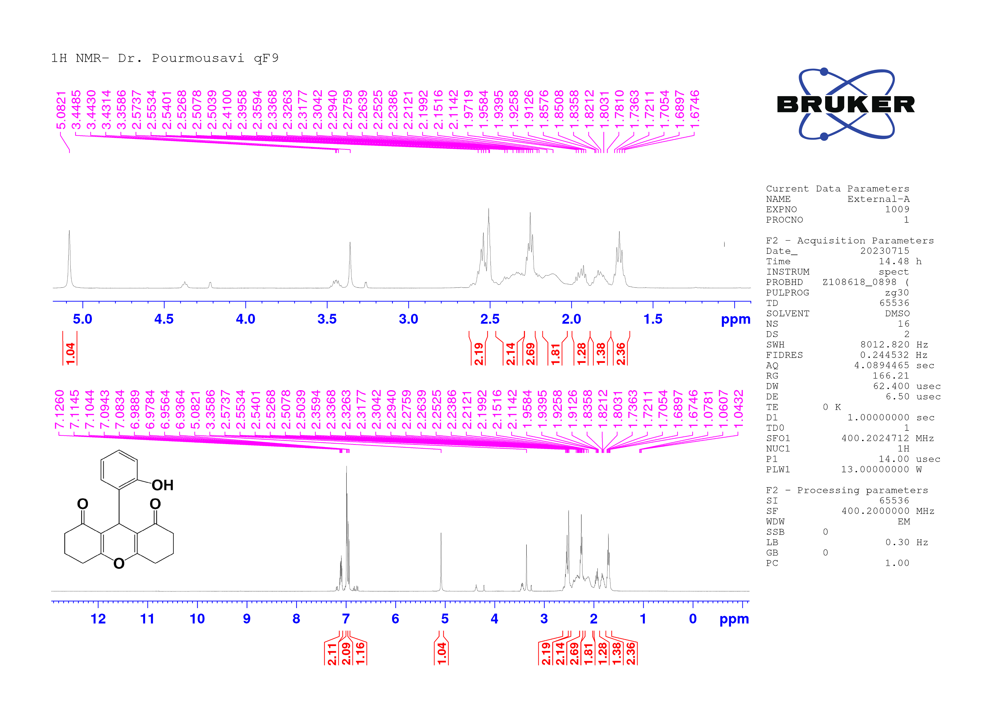 1H NMR- Dr. Pourmousavi qF9
BRUKER
5.0821
3.4485
3.4430
3.4314
3.3586
2.5737
2.5534
2.5401
2.5268
2.5078
2.5039
2.4100
2.3958
2.3594
2.3368
2.3263
2.3177
2.3042
2.2940
2.2759
2.2639
2.2525
2.2386
2.2121
2.1992
2.1516
2.1142
1.9719
1.9584
1.9395
1.9258
1.9126
1.8576
1.8508
1.8358
1.8212
1.8031
1.7810
1.7363
1.7211
1.7054
1.6897
1.6746
5.0 4.5 4.0 3.5 3.0 2.5 2.0 1.5 ppm
1.04
2.19
2.14
2.69
1.81
1.28
1.38
2.36
7.1260
7.1145
7.1044
7.0943
7.0834
6.9889
6.9784
6.9564
6.9364
5.0821
3.3586
2.5737
2.5534
2.5401
2.5268
2.5078
2.5039
2.3594
2.3368
2.3263
2.3177
2.3042
2.2940
2.2759
2.2639
2.2525
2.2386
2.2121
2.1992
2.1516
2.1142
1.9584
1.9395
1.9258
1.9126
1.8358
1.8212
1.8031
1.7363
1.7211
1.7054
1.6897
1.6746
1.0781
1.0607
1.0432
OH
O O
O
12 11 10 9 8 7 6 5 4 3 2 1 0 ppm
2.11
2.09
1.16
1.04
2.19
2.14
2.69
1.81
1.28
1.38
2.36
Current Data Parameters
NAME External-A
EXPNO 1009
PROCNO 1
F2 - Acquisition Parameters
Date_ 20230715
Time 14.48 h
INSTRUM spect
PROBHD Z108618_0898 (
PULPROG zg30
TD 65536
SOLVENT DMSO
NS 16
DS 2
SWH 8012.820 Hz
FIDRES 0.244532 Hz
AQ 4.0894465 sec
RG 166.21
DW 62.400 usec
DE 6.50 usec
TE 0 K
D1 1.00000000 sec
TD0 1
SFO1 400.2024712 MHz
NUC1 1H
P1 14.00 usec
PLW1 13.00000000 W
F2 - Processing parameters
SI 65536
SF 400.2000000 MHz
WDW EM
SSB 0
LB 0.30 Hz
GB 0
PC 1.00